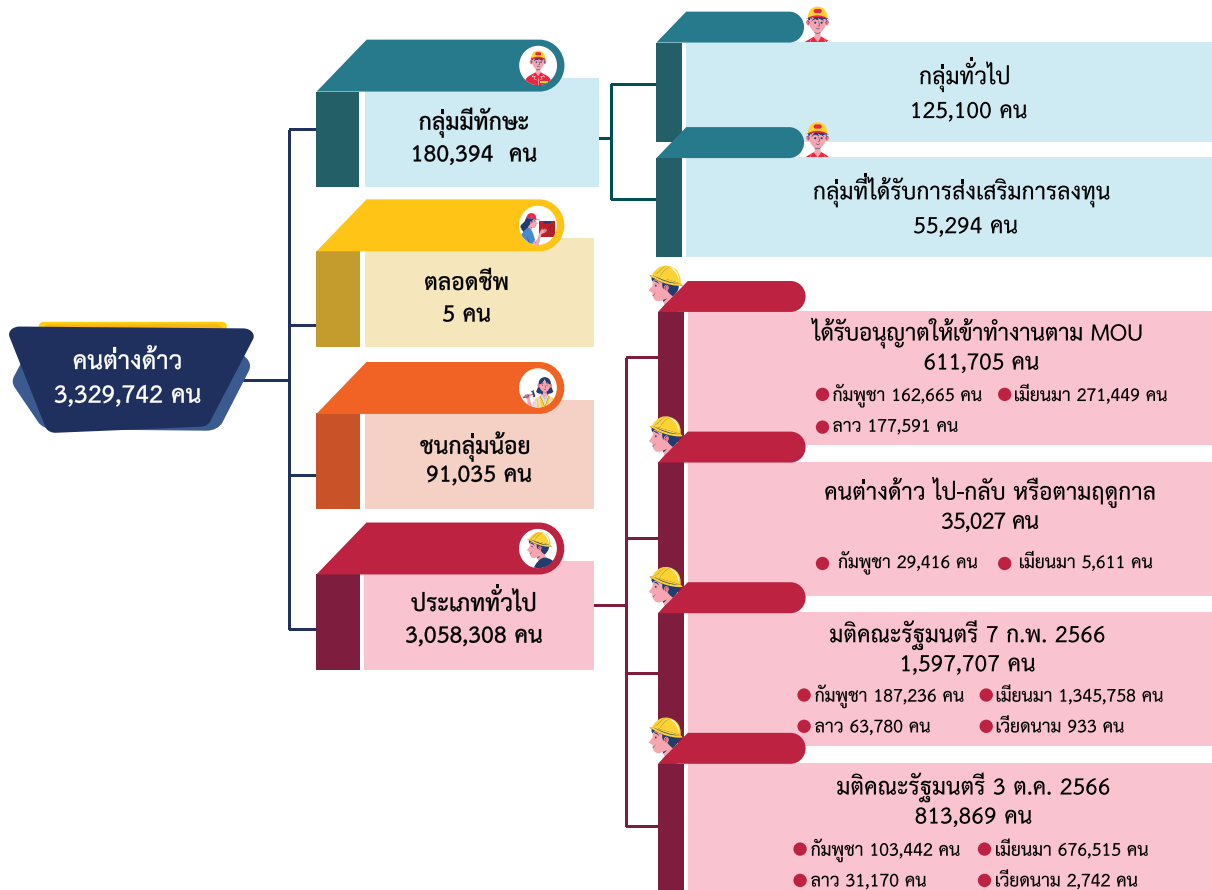 คนต่างด้าว
3,329,742 คน
กลุ่มมีทักษะ
180,394 คน
กลุ่มทั่วไป
125,100 คน
กลุ่มที่ได้รับการส่งเสริมการลงทุน
55,294 คน
ตลอดชีพ
5 คน
ชนกลุ่มน้อย
91,035 คน
ประเภททั่วไป
3,058,308 คน
ได้รับอนุญาตให้เข้าทำงานตาม MOU
611,705 คน
กัมพูชา 162,665 คน เมียนมา 271,449 คน
ลาว 177,591 คน
คนต่างด้าว ไป-กลับ หรือตามฤดูกาล
35,027 คน
กัมพูชา 29,416 คน เมียนมา 5,611 คน
มติคณะรัฐมนตรี 7 ก.พ. 2566
1,597,707 คน
กัมพูชา 187,236 คน เมียนมา 1,345,758 คน
ลาว 63,780 คน เวียดนาม 933 คน
มติคณะรัฐมนตรี 3 ต.ค. 2566
813,869 คน
กัมพูชา 103,442 คน เมียนมา 676,515 คน
ลาว 31,170 คน เวียดนาม 2,742 คน